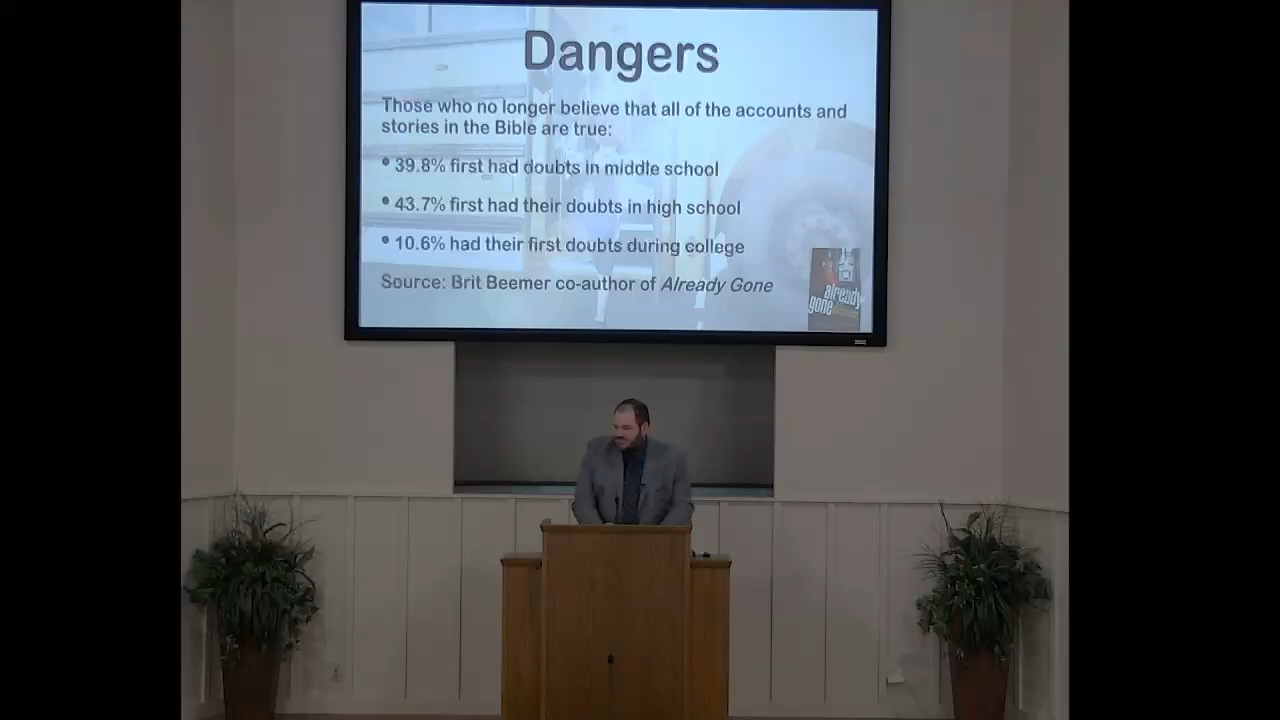 Dangers
Those who no longer believe that all of the accounts and
stories in the Bible are true:
• 39.8% first had doubts in middle school
• 43.7% first had their doubts in high school
• 10.6% had their first doubts during college
Source: Brit Beemer co-author of Already Gone
already
gone